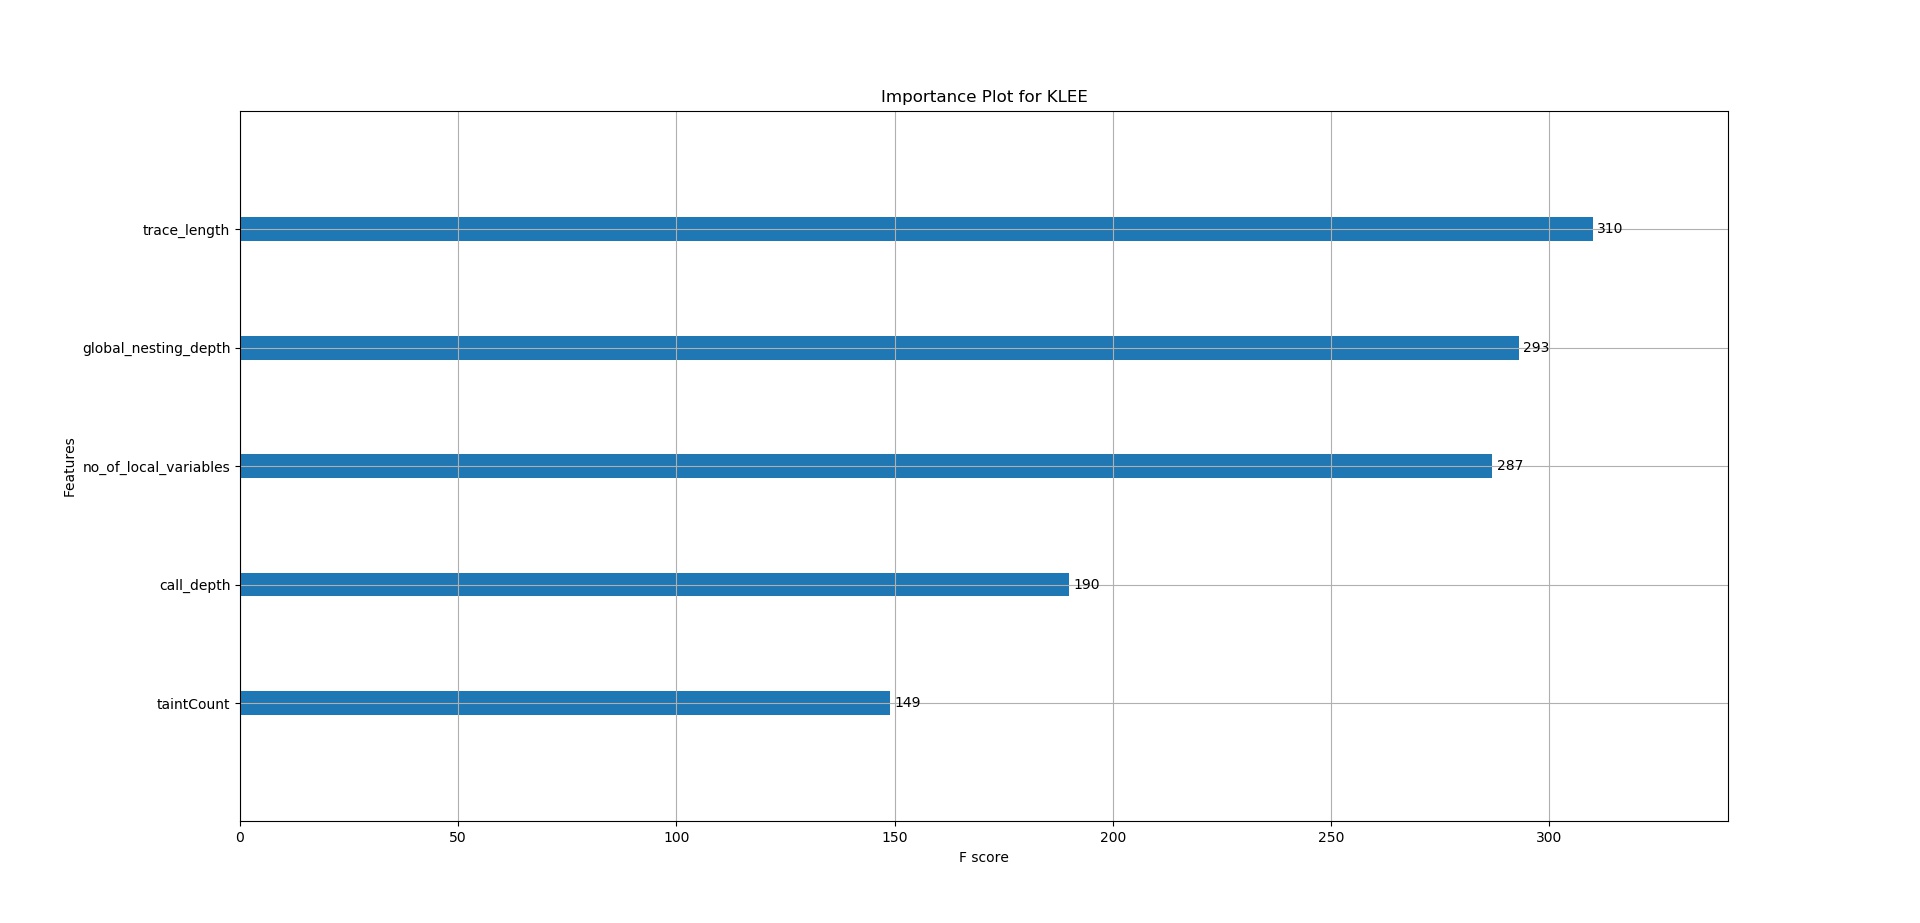 Importance Plot for KLEE
trace_length
310
global_nesting_depth
293
no_of_local_variables
287
call_depth
190
taintCount
149
Features
0 50 100 150 200 250 300
F score